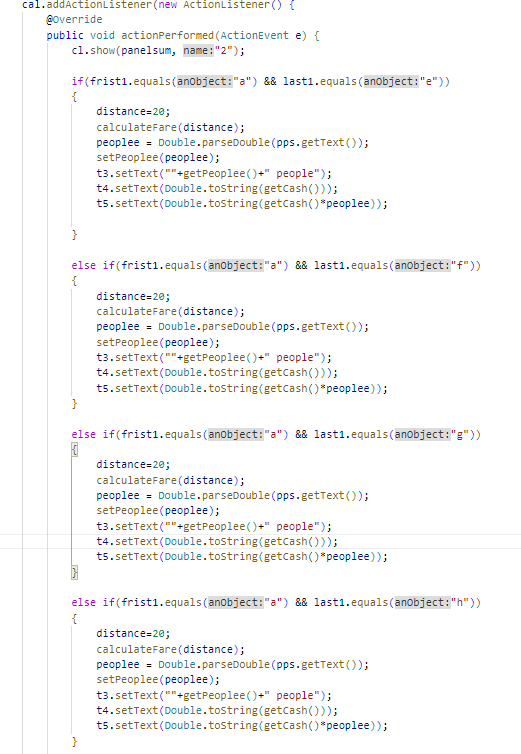 cal.addActionListener(new ActionListener() {
@Override
public void actionPerformed(ActionEvent e) {
cl.show(panelsum, name:"2");
if(frist1.equals(anObject:"a") && last1.equals(anObject:"e"))
{
distance=20;
calculateFare(distance);
peoplee = Double.parseDouble(pps.getText());
setPeoplee(peoplee);
t3.setText(""+getPeoplee()+" people");
t4.setText(Double.toString(getCash()));
t5.setText(Double.toString(getCash()*peoplee));
}
else if(frist1.equals(anObject:"a") && last1.equals(anObject:"f"))
{
distance=20;
calculateFare(distance);
peoplee = Double.parseDouble(pps.getText());
setPeoplee(peoplee);
t3.setText(""+getPeoplee()+" people");
t4.setText(Double.toString(getCash()));
t5.setText(Double.toString(getCash()*peoplee));
}
else if(frist1.equals(anObject:"a") && last1.equals(anObject:"g"))
{
distance=20;
calculateFare(distance);
peoplee = Double.parseDouble(pps.getText());
setPeoplee(peoplee);
t3.setText(""+getPeoplee()+" people");
t4.setText(Double.toString(getCash()));
t5.setText(Double.toString(getCash()*peoplee));
}
else if(frist1.equals(anObject:"a") && last1.equals(anObject:"h"))
{
distance=20;
calculateFare(distance);
peoplee = Double.parseDouble(pps.getText());
setPeoplee(peoplee);
t3.setText(""+getPeoplee()+" people");
t4.setText(Double.toString(getCash()));
t5.setText(Double.toString(getCash()*peoplee));
}